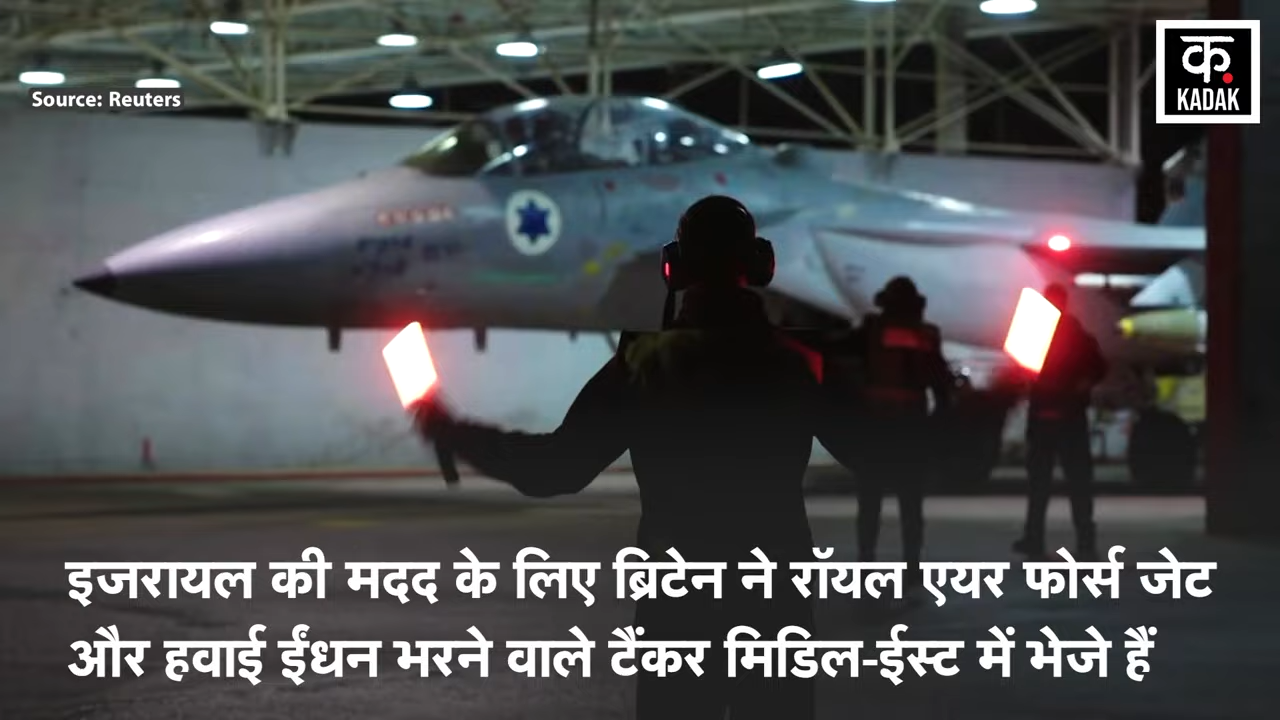 Source: Reuters
क.
KADAK
इजरायल की मदद के लिए ब्रिटेन ने रॉयल एयर फोर्स जेट
और हवाई ईंधन भरने वाले टैंकर मिडिल-ईस्ट में भेजे हैं